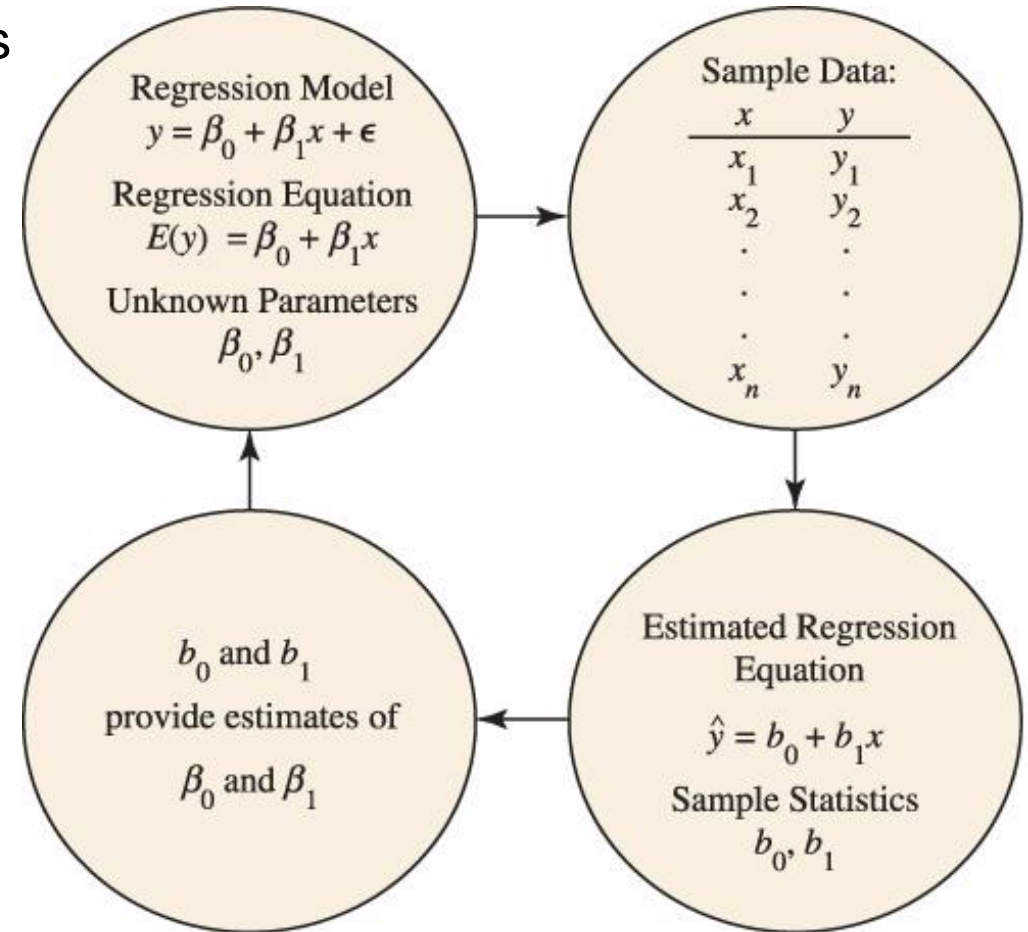 s
Regression Model
y = β₀ + β₁x + ϵ
Regression Equation
E(y) = β₀ + β₁x
Unknown Parameters
β₀, β₁
Sample Data:
x y
x₁ y₁
x₂ y₂
. .
. .
. .
xₙ yₙ
Estimated Regression
Equation
ŷ = b₀ + b₁x
Sample Statistics
b₀, b₁
b₀ and b₁
provide estimates of
β₀ and β₁